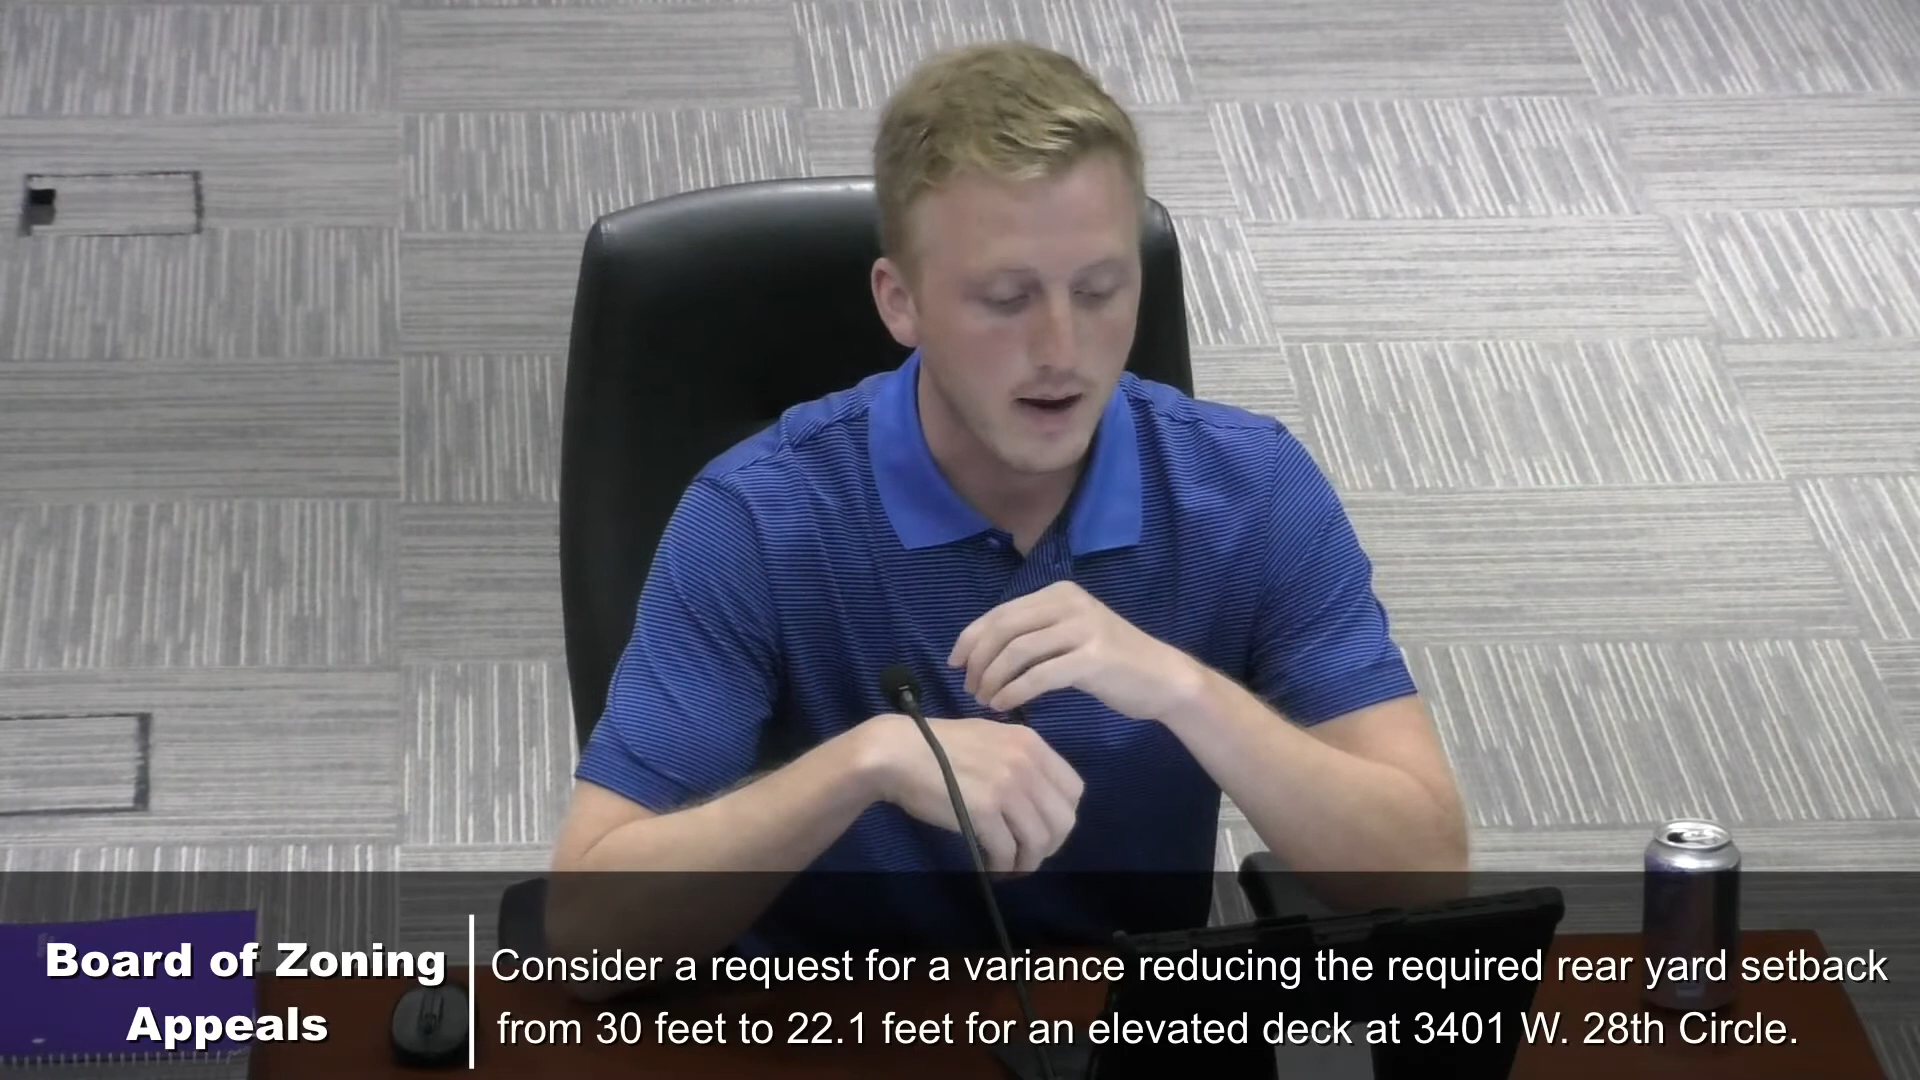 Board of Zoning
Appeals
Consider a request for a variance reducing the required rear yard setback
from 30 feet to 22.1 feet for an elevated deck at 3401 W. 28th Circle.